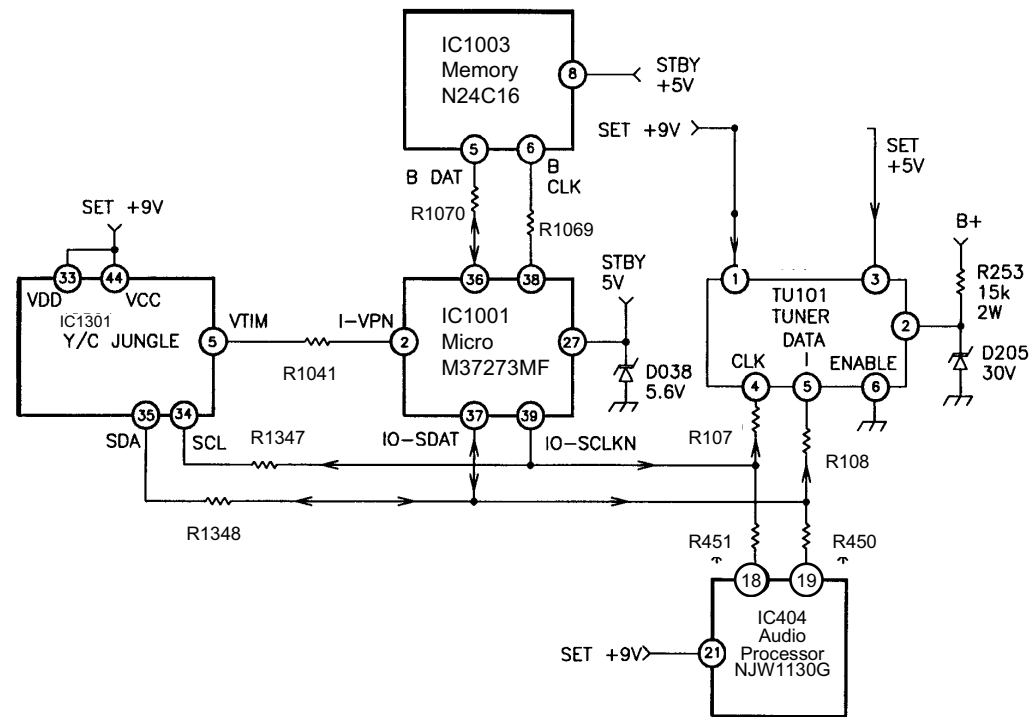 IC1003
Memory
N24C16
8
STBY
+5V
5
6
B DAT
B
CLK
R1070
R1069
SET +9V
SET
+5V
SET +9V
33
44
VDD
VCC
IC1301
Y/C JUNGLE
5
VTIM
R1041
I-VPN
2
36
38
IC1001
Micro
M37273MF
27
STBY
5V
D038
5.6V
37
39
IO-SDAT
IO-SCLKN
35
34
SDA
SCL
R1347
R1348
1
3
TU101
TUNER
DATA
CLK
ENABLE
4
5
6
2
B+
R253
15k
2W
D205
30V
R107
R108
R451
R450
18
19
IC404
Audio
Processor
NJW1130G
SET +9V
21